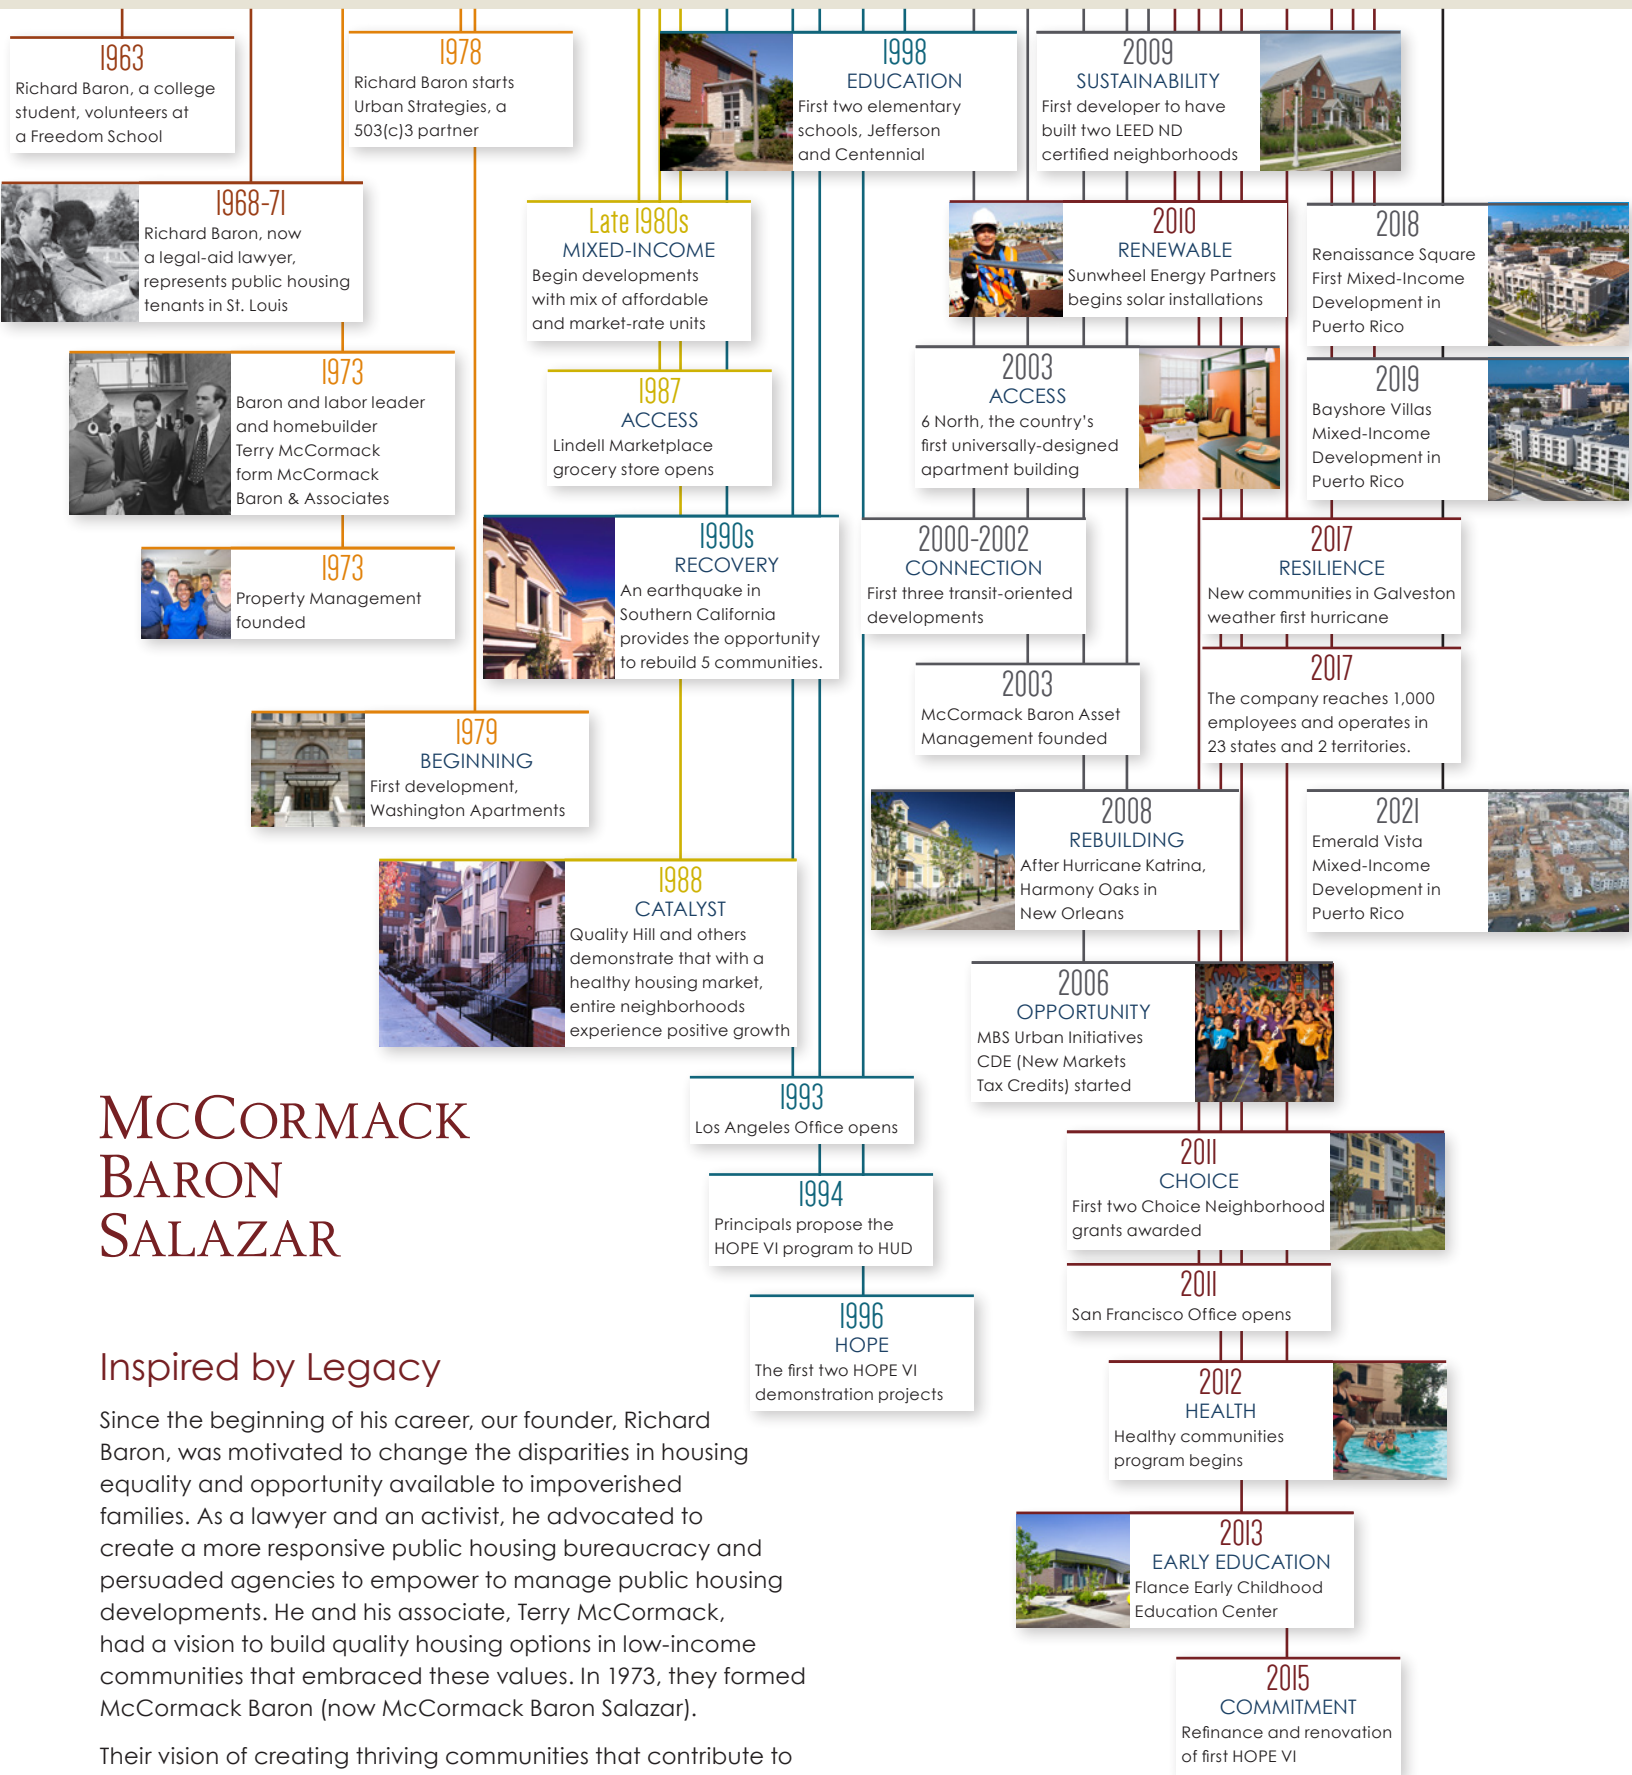 1963
Richard Baron, a college
student, volunteers at
a Freedom School
1968-71
Richard Baron, now
a legal-aid lawyer,
represents public housing
tenants in St. Louis
1973
Baron and labor leader
and homebuilder
Terry McCormack
form McCormack
Baron & Associates
1973
Property Management
founded
1978
Richard Baron starts
Urban Strategies, a
503(c)3 partner
1979
BEGINNING
First development,
Washington Apartments
Late 1980s
MIXED-INCOME
Begin developments
with mix of affordable
and market-rate units
1987
ACCESS
Lindell Marketplace
grocery store opens
1988
CATALYST
Quality Hill and others
demonstrate that with a
healthy housing market,
entire neighborhoods
experience positive growth
1990s
RECOVERY
An earthquake in
Southern California
provides the opportunity
to rebuild 5 communities.
1993
Los Angeles Office opens
1994
Principals propose the
HOPE VI program to HUD
1996
HOPE
The first two HOPE VI
demonstration projects
1998
EDUCATION
First two elementary
schools, Jefferson
and Centennial
2000-2002
CONNECTION
First three transit-oriented
developments
2003
ACCESS
6 North, the country's
first universally-designed
apartment building
2003
McCormack Baron Asset
Management founded
2006
OPPORTUNITY
MBS Urban Initiatives
CDE (New Markets
Tax Credits) started
2008
REBUILDING
After Hurricane Katrina,
Harmony Oaks in
New Orleans
2009
SUSTAINABILITY
First developer to have
built two LEED ND
certified neighborhoods
2010
RENEWABLE
Sunwheel Energy Partners
begins solar installations
2011
CHOICE
First two Choice Neighborhood
grants awarded
2011
San Francisco Office opens
2012
HEALTH
Healthy communities
program begins
2013
EARLY EDUCATION
Flance Early Childhood
Education Center
2015
COMMITMENT
Refinance and renovation
of first HOPE VI
2017
RESILIENCE
New communities in Galveston
weather first hurricane
2017
The company reaches 1,000
employees and operates in
23 states and 2 territories.
2018
Renaissance Square
First Mixed-Income
Development in
Puerto Rico
2019
Bayshore Villas
Mixed-Income
Development in
Puerto Rico
2021
Emerald Vista
Mixed-Income
Development in
Puerto Rico
MCCORMACK
BARON
SALAZAR
Inspired by Legacy
Since the beginning of his career, our founder, Richard
Baron, was motivated to change the disparities in housing
equality and opportunity available to impoverished
families. As a lawyer and an activist, he advocated to
create a more responsive public housing bureaucracy and
persuaded agencies to empower to manage public housing
developments. He and his associate, Terry McCormack,
had a vision to build quality housing options in low-income
communities that embraced these values. In 1973, they formed
McCormack Baron (now McCormack Baron Salazar).
Their vision of creating thriving communities that contribute to